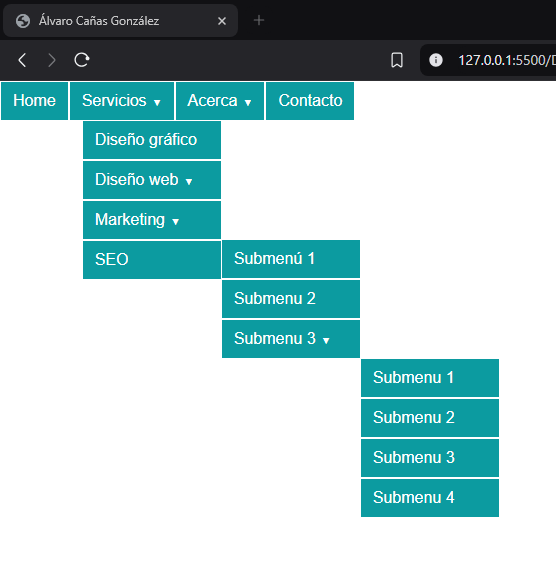 Álvaro Cañas González
127.0.0.1:5500/D
Home Servicios ▼ Acerca ▼ Contacto
Diseño gráfico
Diseño web ▼
Marketing ▼
SEO
Submenú 1
Submenu 2
Submenu 3 ▼
Submenu 1
Submenu 2
Submenu 3
Submenu 4